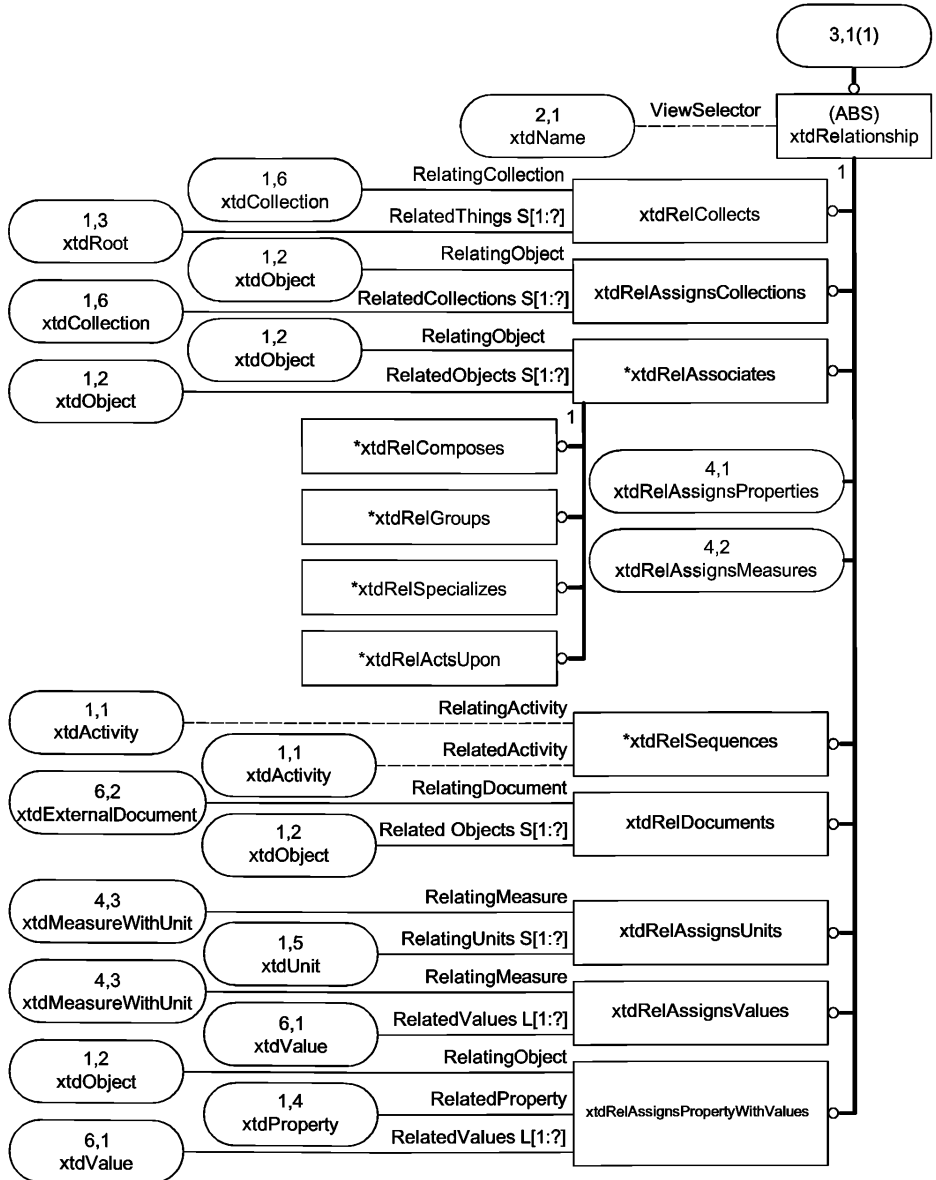 3,1(1)
(ABS)
xtdRelationship
ViewSelector
2,1
xtdName
1
RelatingCollection
1,6
xtdCollection
xtdRelCollects
RelatedThings S[1:?]
1,3
xtdRoot
RelatingObject
1,2
xtdObject
xtdRelAssignsCollections
RelatedCollections S[1:?]
1,6
xtdCollection
RelatingObject
1,2
xtdObject
*xtdRelAssociates
RelatedObjects S[1:?]
1,2
xtdObject
1
*xtdRelComposes
4,1
xtdRelAssignsProperties
*xtdRelGroups
4,2
xtdRelAssignsMeasures
*xtdRelSpecializes
*xtdRelActsUpon
RelatingActivity
1,1
xtdActivity
*xtdRelSequences
RelatedActivity
1,1
xtdActivity
RelatingDocument
6,2
xtdExternalDocument
xtdRelDocuments
Related Objects S[1:?]
1,2
xtdObject
RelatingMeasure
4,3
xtdMeasureWithUnit
xtdRelAssignsUnits
RelatingUnits S[1:?]
1,5
xtdUnit
RelatingMeasure
4,3
xtdMeasureWithUnit
xtdRelAssignsValues
RelatedValues L[1:?]
6,1
xtdValue
RelatingObject
1,2
xtdObject
RelatedProperty
1,4
xtdProperty
xtdRelAssignsPropertyWithValues
RelatedValues L[1:?]
6,1
xtdValue